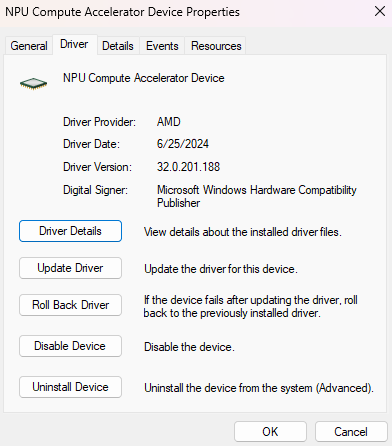 NPU Compute Accelerator Device Properties
General Driver Details Events Resources
NPU Compute Accelerator Device
Driver Provider: AMD
Driver Date: 6/25/2024
Driver Version: 32.0.201.188
Digital Signer: Microsoft Windows Hardware Compatibility
Publisher
Driver Details View details about the installed driver files.
Update Driver Update the driver for this device.
Roll Back Driver If the device fails after updating the driver, roll
back to the previously installed driver.
Disable Device Disable the device.
Uninstall Device Uninstall the device from the system (Advanced).
OK Cancel